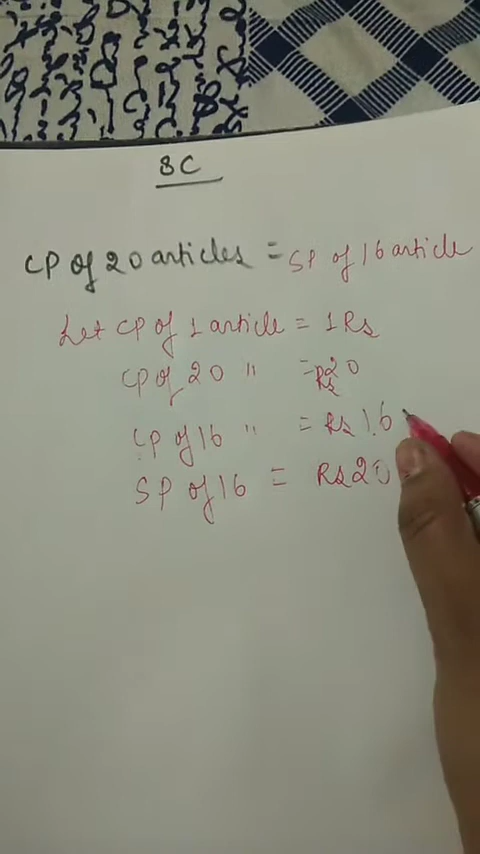 8C
CP of 20 articles = SP of 16 article
Let CP of 1 article = 1 Rs
CP of 20 " = Rs 20
CP of 16 " = Rs 16
SP of 16 = Rs 20